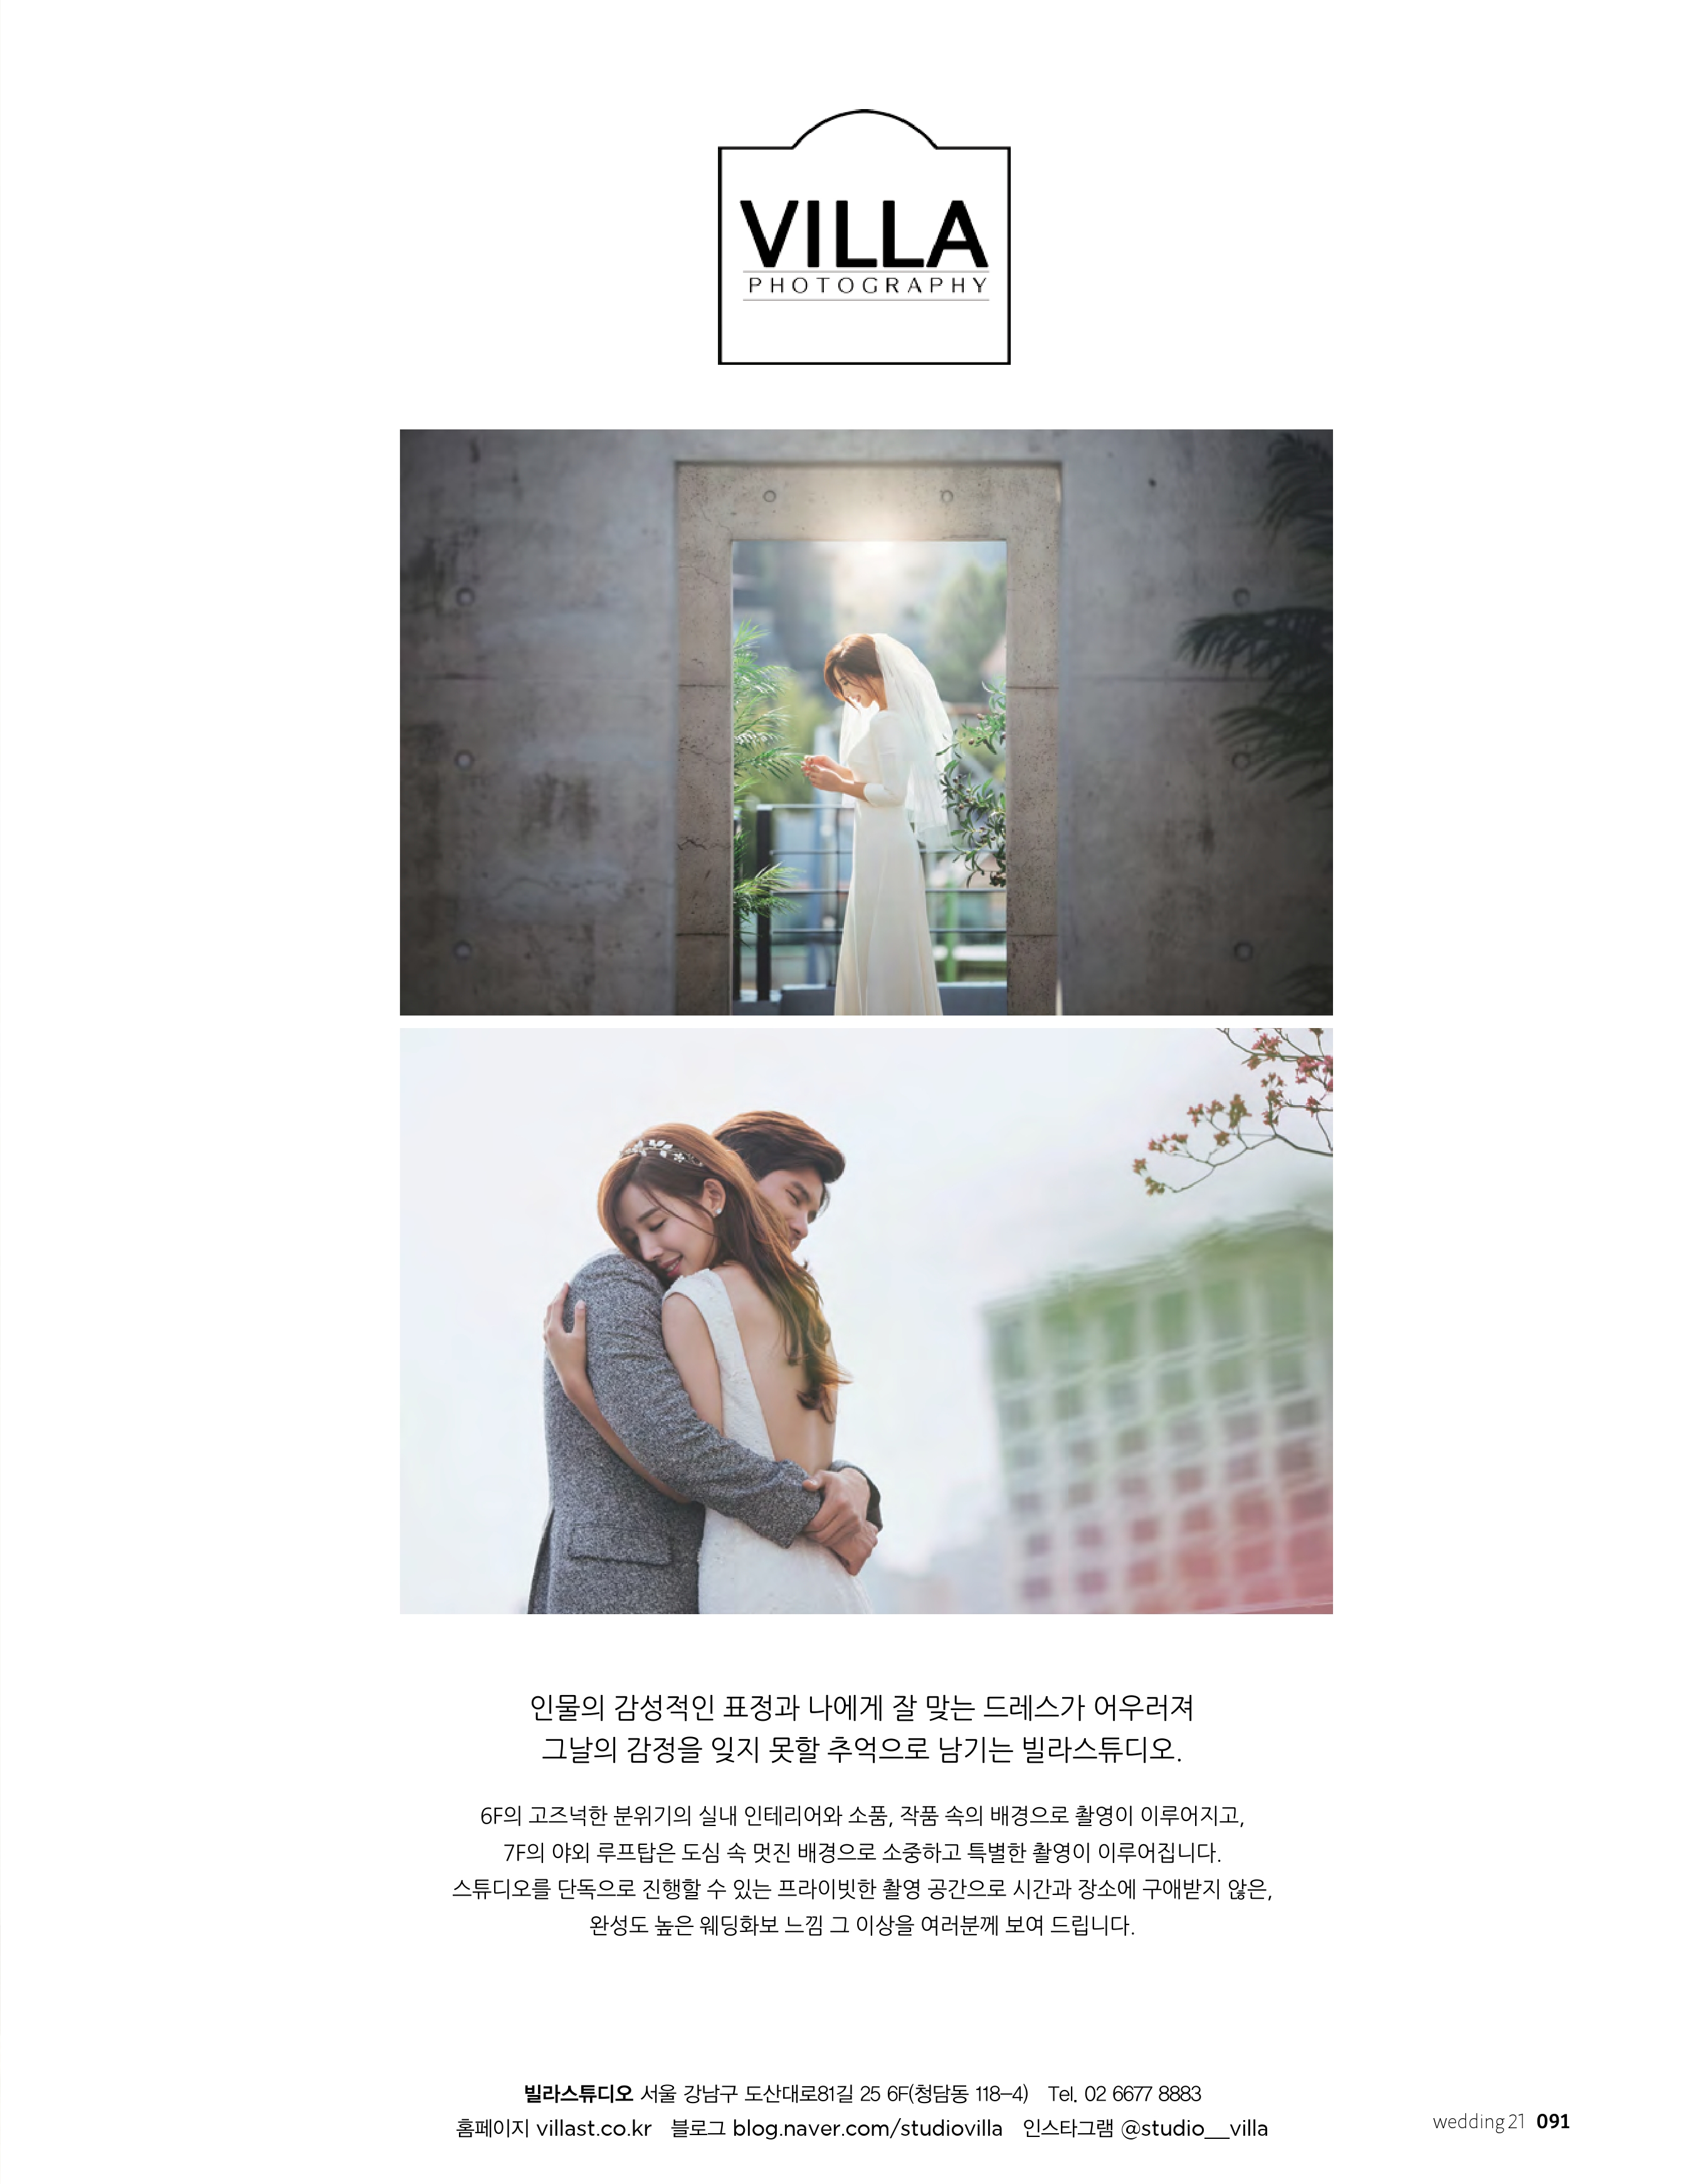 VILLA
PHOTOGRAPHY
인물의 감성적인 표정과 나에게 잘 맞는 드레스가 어우러져
그날의 감정을 잊지 못할 추억으로 남기는 빌라스튜디오.
6F의 고즈넉한 분위기의 실내 인테리어와 소품, 작품 속의 배경으로 촬영이 이루어지고,
7F의 야외 루프탑은 도심 속 멋진 배경으로 소중하고 특별한 촬영이 이루어집니다.
스튜디오를 단독으로 진행할 수 있는 프라이빗한 촬영 공간으로 시간과 장소에 구애받지 않은,
완성도 높은 웨딩화보 느낌 그 이상을 여러분께 보여 드립니다.
빌라스튜디오 서울 강남구 도산대로81길 25 6F(청담동 118-4) Tel. 02 6677 8883
홈페이지 villast.co.kr 블로그 blog.naver.com/studiovilla 인스타그램 @studio__villa
wedding21 091